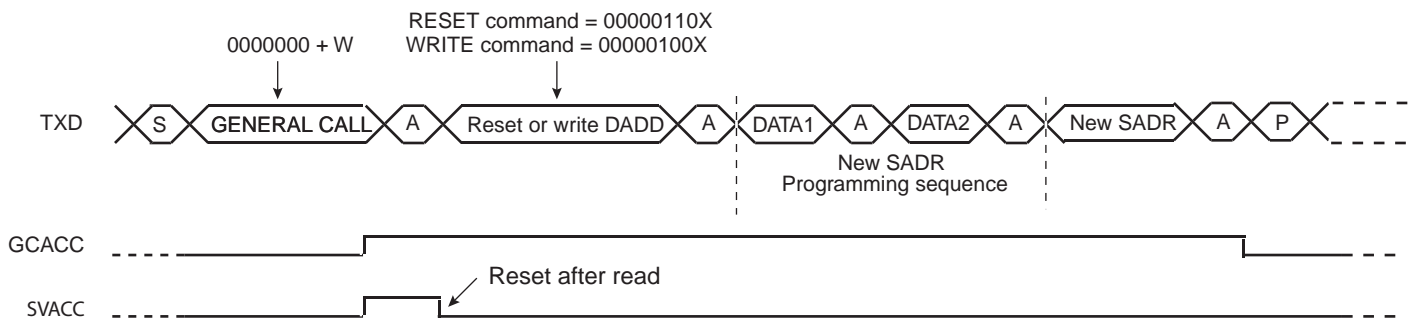 RESET command = 00000110X
0000000 + W
WRITE command = 00000100X
TXD
S
GENERAL CALL
A
Reset or write DADD
A
DATA1
A
DATA2
A
New SADR
A
P
New SADR
Programming sequence
GCACC
Reset after read
SVACC